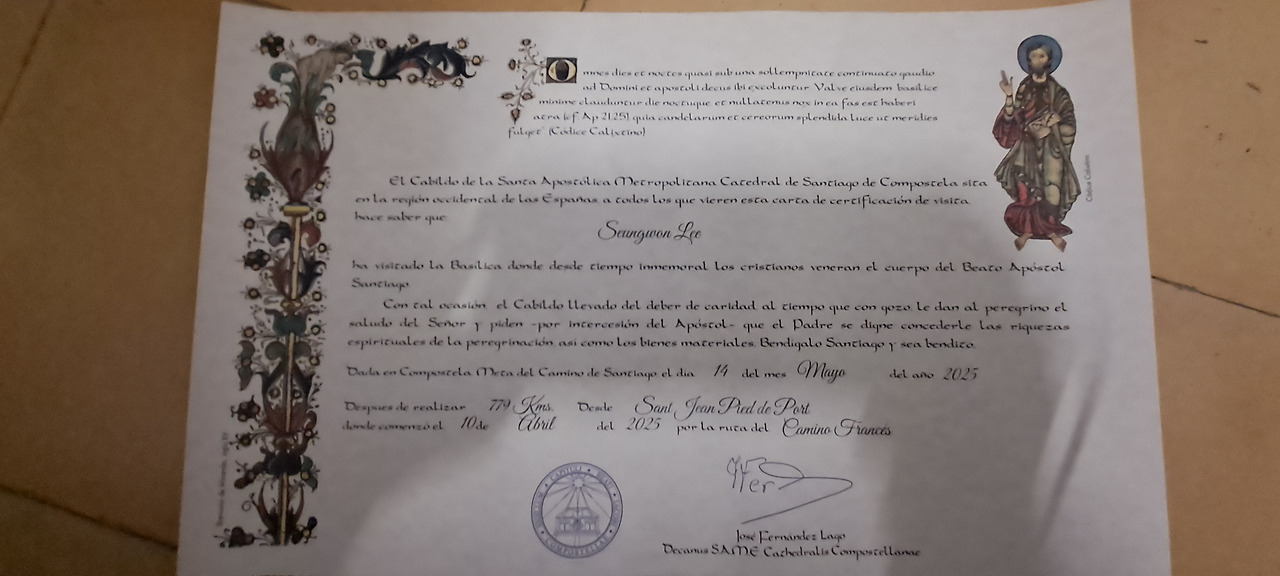 Omnes dies et noctes quasi sub una sollempnitate continuato gaudio
ad Domini et apostoli decus ibi excoluntur. Valve eiusdem basilice
minime clauduntur die noctuque et nullatenus nox in ea fas est haberi
atra (cf Ap 21,25) quia candelarum et cereorum splendida luce ut meridies
fulget" (Códice Calixtino)
El Cabildo de la Santa Apostólica Metropolitana Catedral de Santiago de Compostela sita
en la región occidental de las Españas, a todos los que vieren esta carta de certificación de visita
hace saber que:
Seungwon Lee
ha visitado la Basílica donde desde tiempo inmemoral los cristianos veneran el cuerpo del Beato Apóstol
Santiago
Con tal ocasión, el Cabildo llevado del deber de caridad, al tiempo que con gozo, le dan al peregrino el
saludo del Señor y piden -por intercesión del Apóstol- que el Padre se digne concederle las riquezas
espirituales de la peregrinación, así como los bienes materiales. Bendígalo Santiago y sea bendito.
Dada en Compostela, Meta del Camino de Santiago el día 14 del mes Mayo del año 2025
Despues de realizar 779 Kms. Desde Sant Jean Pied de Port
donde comenzó el 10 de Abril del 2025 por la ruta del Camino Francés
José Fernández Lago
Decanus S.A.M.E. Cathedralis Compostellanae